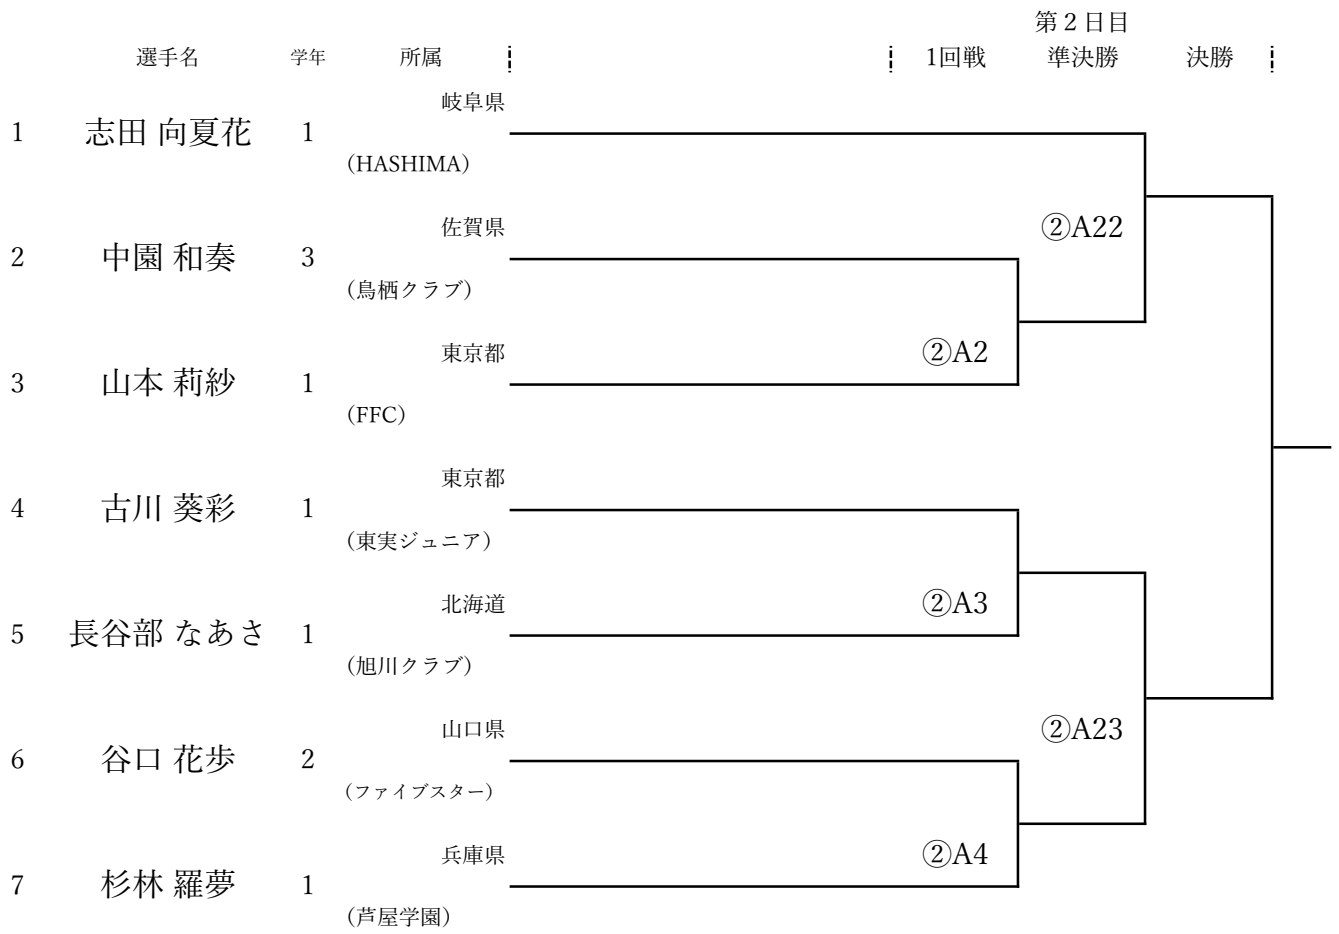 第２日目
選手名 学年 所属 1回戦 準決勝 決勝
岐阜県
1 志田 向夏花 1
(HASHIMA)
佐賀県
②A22
2 中園 和奏 3
(鳥栖クラブ)
東京都
②A2
3 山本 莉紗 1
(FFC)
東京都
4 古川 葵彩 1
(東実ジュニア)
北海道
②A3
5 長谷部 なあさ 1
(旭川クラブ)
山口県
②A23
6 谷口 花歩 2
(ファイブスター)
兵庫県
②A4
7 杉林 羅夢 1
(芦屋学園)